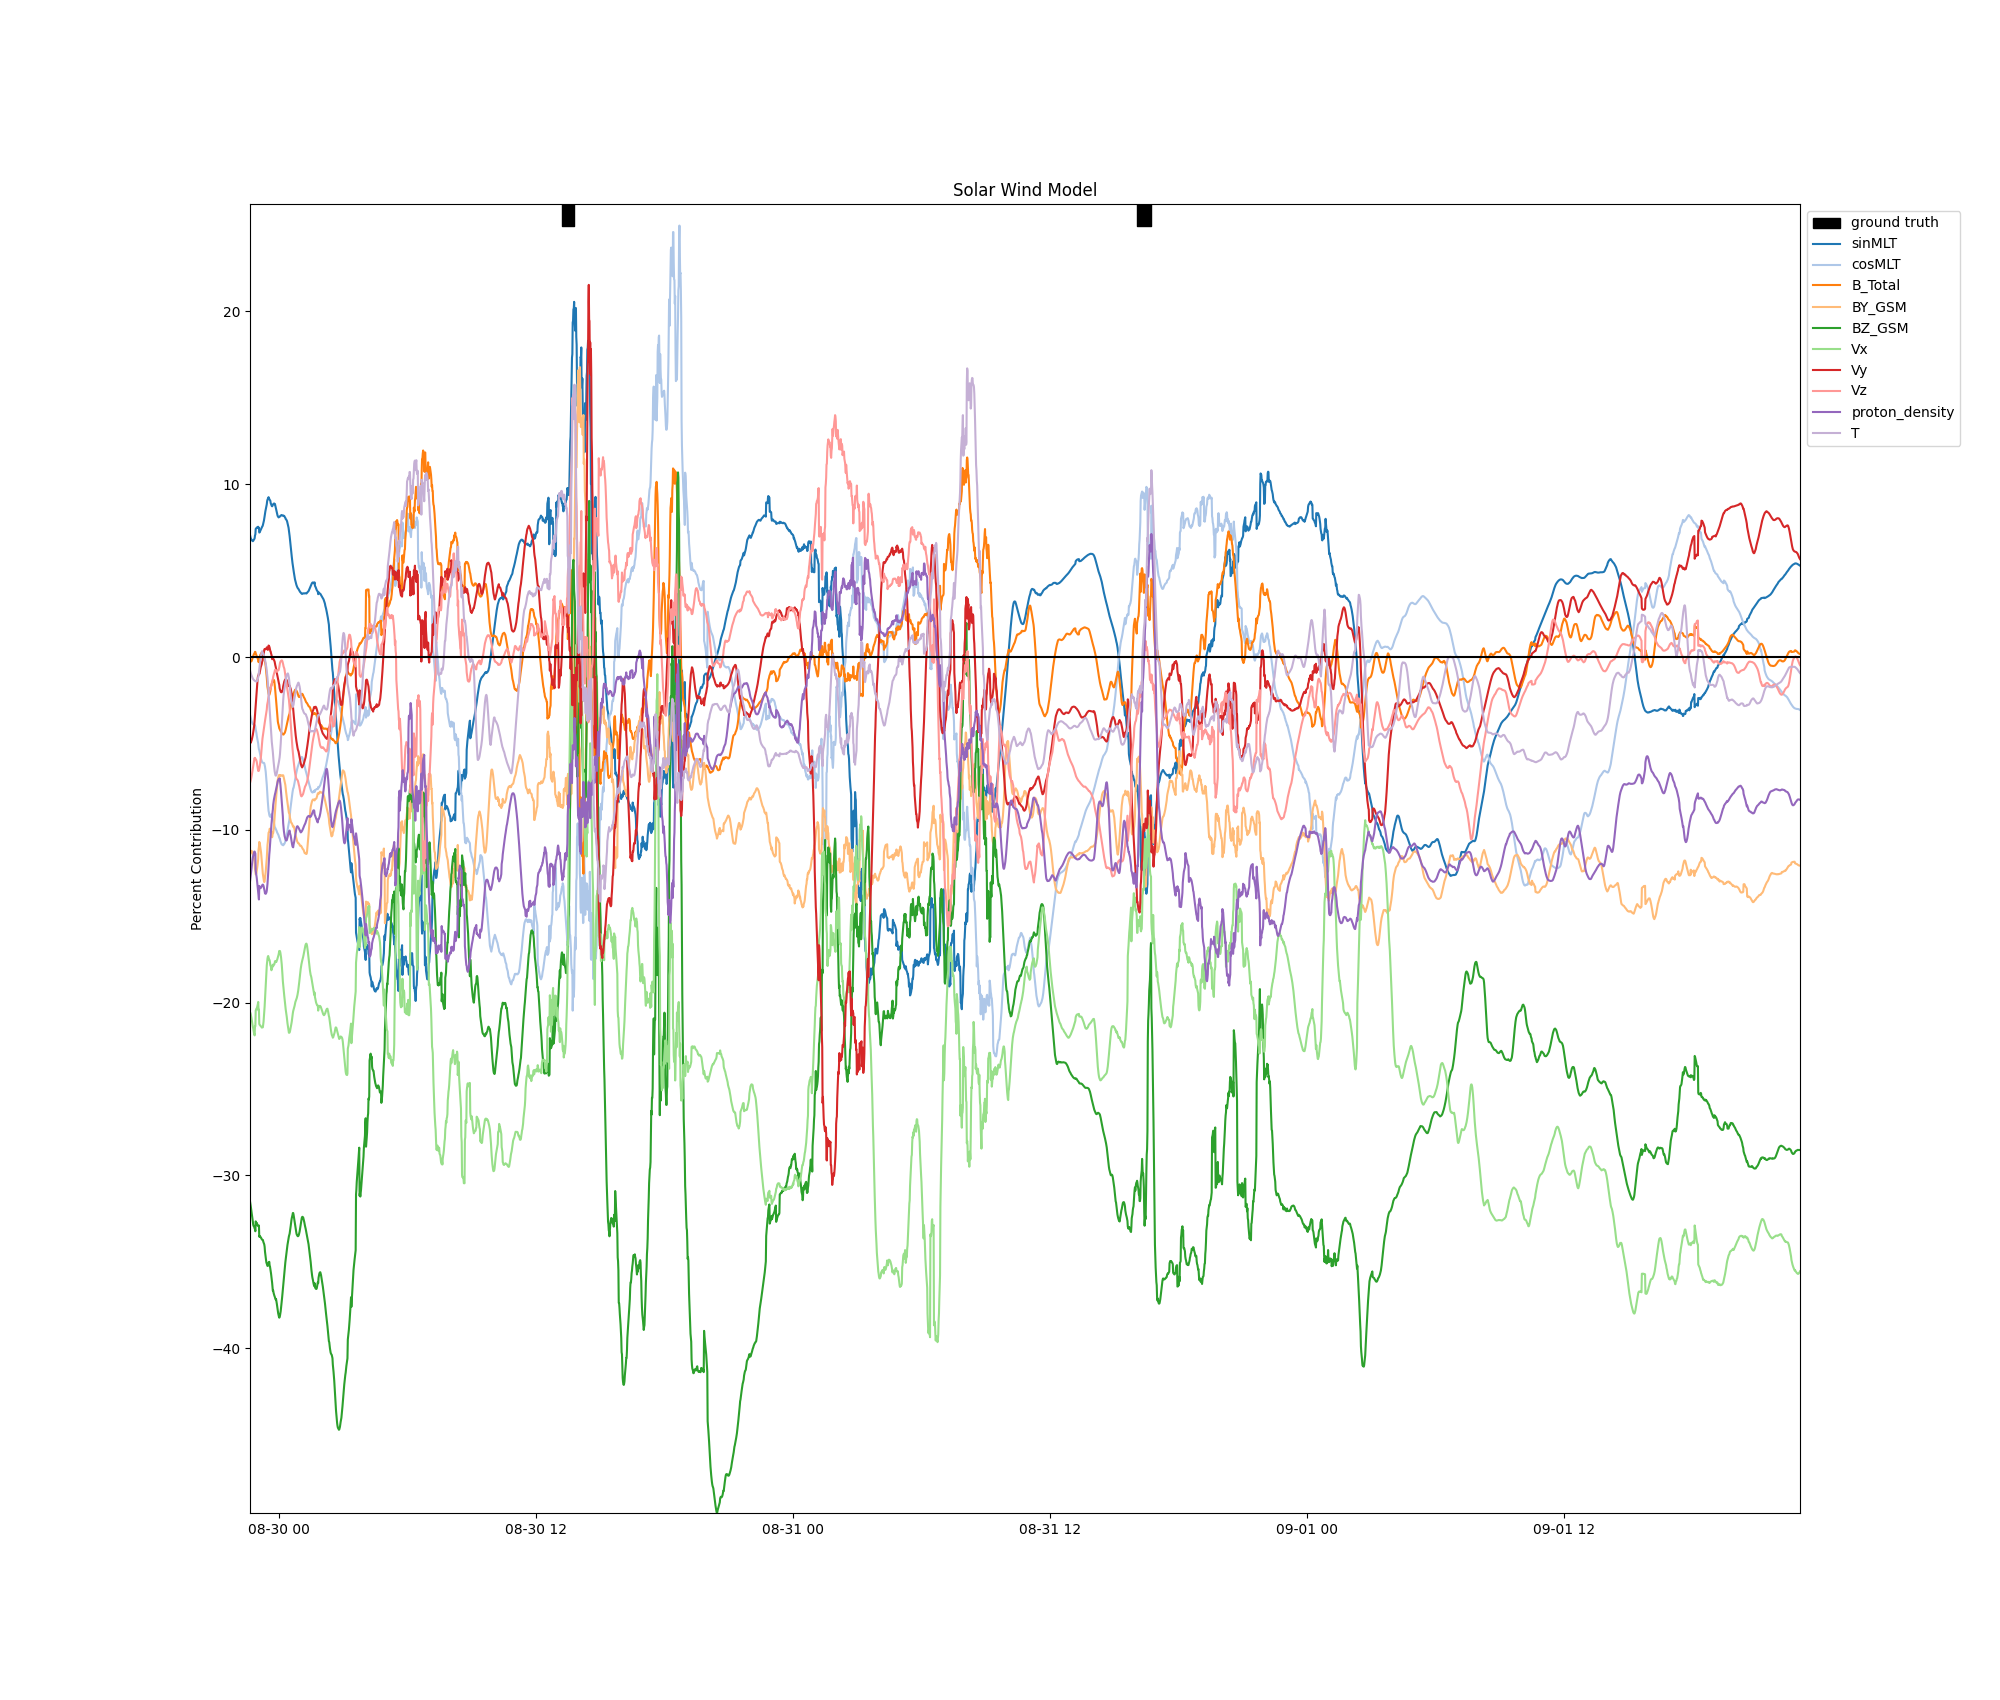 Solar Wind Model
ground truth
sinMLT
cosMLT
B_Total
BY_GSM
BZ_GSM
Vx
Vy
Vz
proton_density
T
Percent Contribution
20
10
0
−10
−20
−30
−40
08-30 00
08-30 12
08-31 00
08-31 12
09-01 00
09-01 12